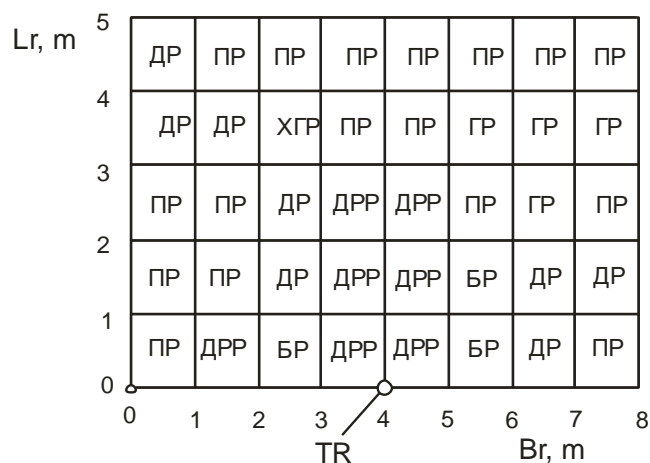 5
Lr, m
ДР ПР ПР ПР ПР ПР ПР ПР
4
ДР ДР ХГР ПР ПР ГР ГР ГР
3
ПР ПР ДР ДРР ДРР ПР ГР ПР
2
ПР ПР ДР ДРР ДРР БР ДР ДР
1
ПР ДРР БР ДРР ДРР БР ДР ПР
0
0 1 2 3 4 5 6 7 8
TR Br, m